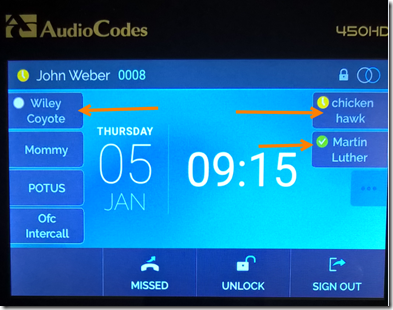 AudioCodes
450HD
John Weber 0008
Wiley
Coyote
Mommy
POTUS
Ofc
Intercall
THURSDAY
05
JAN
09:15
chicken
hawk
Martin
Luther
...
MISSED
UNLOCK
SIGN OUT